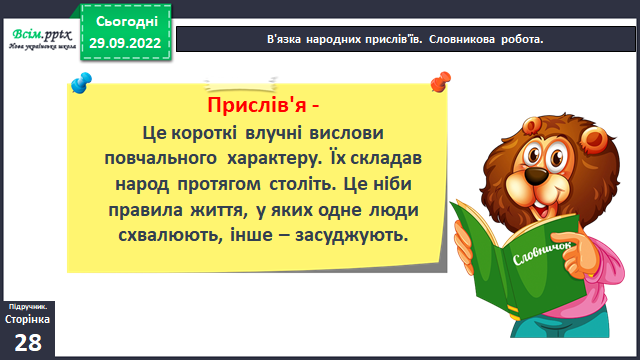 Всім.pptx
Нова українська школа
Сьогодні
29.09.2022
В'язка народних прислів'їв. Словникова робота.
Прислів'я -
Це короткі влучні вислови
повчального характеру. Їх складав
народ протягом століть. Це ніби
правила життя, у яких одне люди
схвалюють, інше – засуджують.
Словничок
Підручник.
Сторінка
28